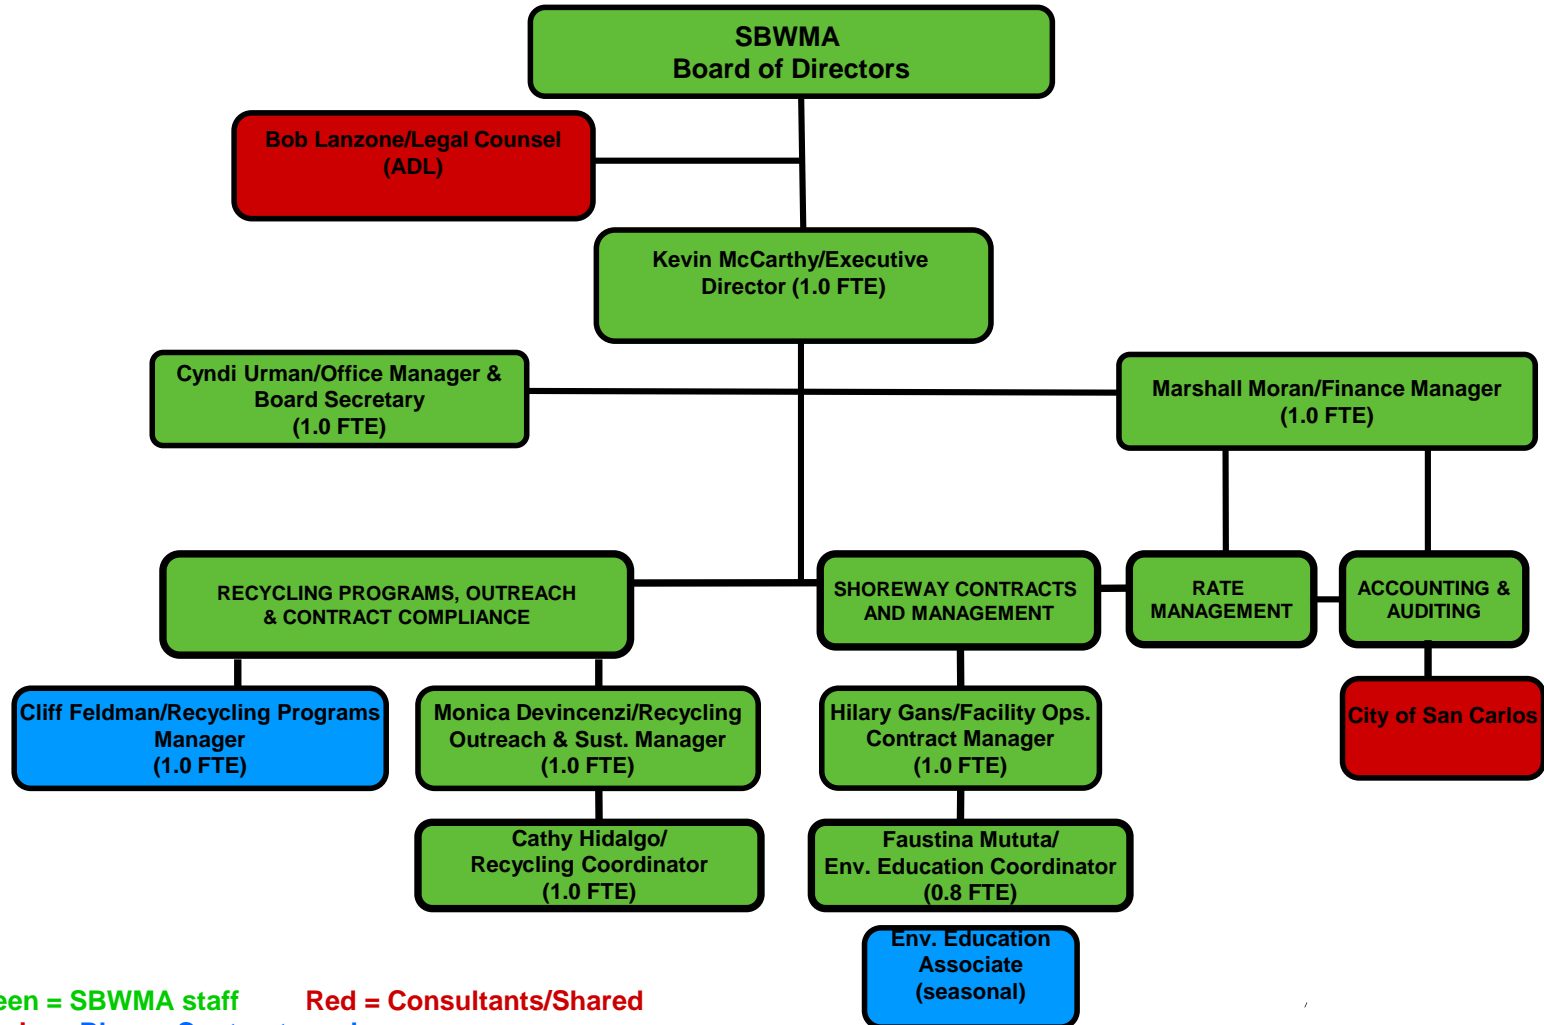 SBWMA
Board of Directors
Bob Lanzone/Legal Counsel
(ADL)
Kevin McCarthy/Executive
Director (1.0 FTE)
Cyndi Urman/Office Manager &
Board Secretary
(1.0 FTE)
Marshall Moran/Finance Manager
(1.0 FTE)
RECYCLING PROGRAMS, OUTREACH
& CONTRACT COMPLIANCE
SHOREWAY CONTRACTS
AND MANAGEMENT
RATE
MANAGEMENT
ACCOUNTING &
AUDITING
Cliff Feldman/Recycling Programs
Manager
(1.0 FTE)
Monica Devincenzi/Recycling
Outreach & Sust. Manager
(1.0 FTE)
Hilary Gans/Facility Ops.
Contract Manager
(1.0 FTE)
City of San Carlos
Cathy Hidalgo/
Recycling Coordinator
(1.0 FTE)
Faustina Mututa/
Env. Education Coordinator
(0.8 FTE)
Env. Education
Associate
(seasonal)
= SBWMA staff Red = Consultants/Shared